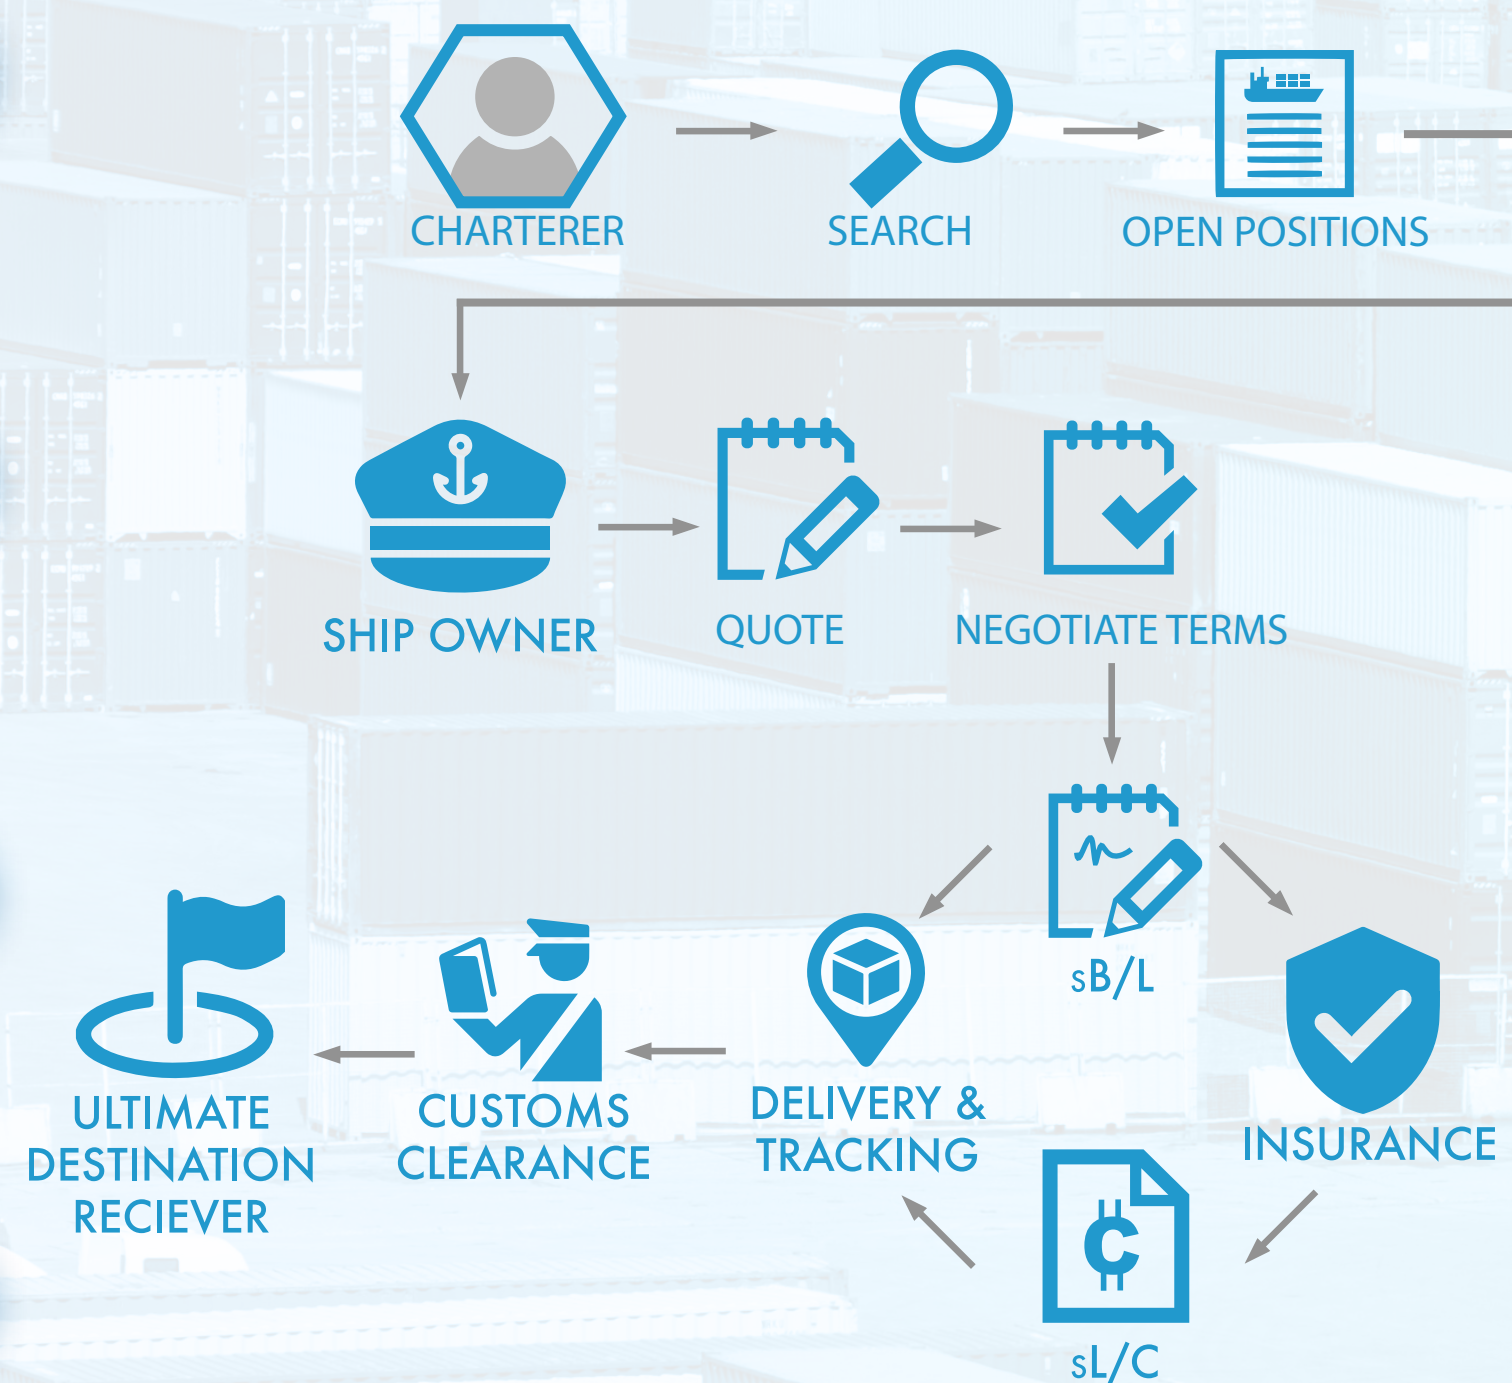 CHARTERER
SEARCH
OPEN POSITIONS
SHIP OWNER
QUOTE
NEGOTIATE TERMS
sB/L
ULTIMATE
DESTINATION
RECIEVER
CUSTOMS
CLEARANCE
DELIVERY &
TRACKING
INSURANCE
C
sL/C